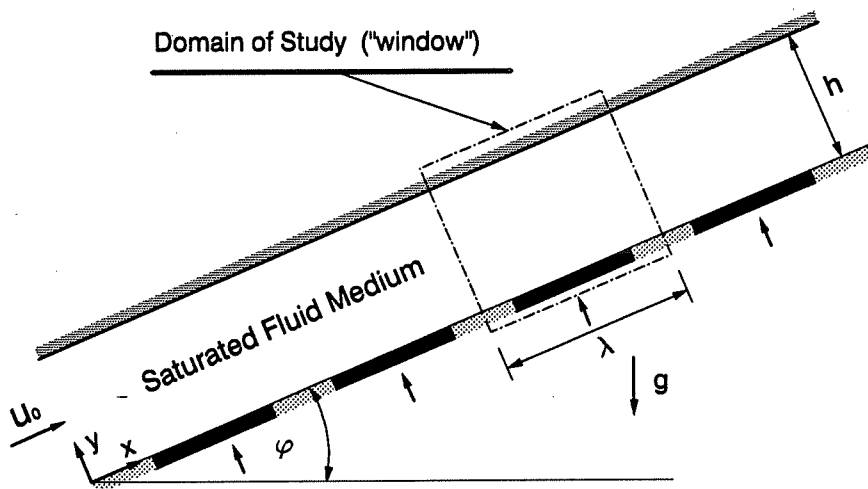 Domain of Study ("window")
h
Saturated Fluid Medium
λ
g
U₀
y
x
φ